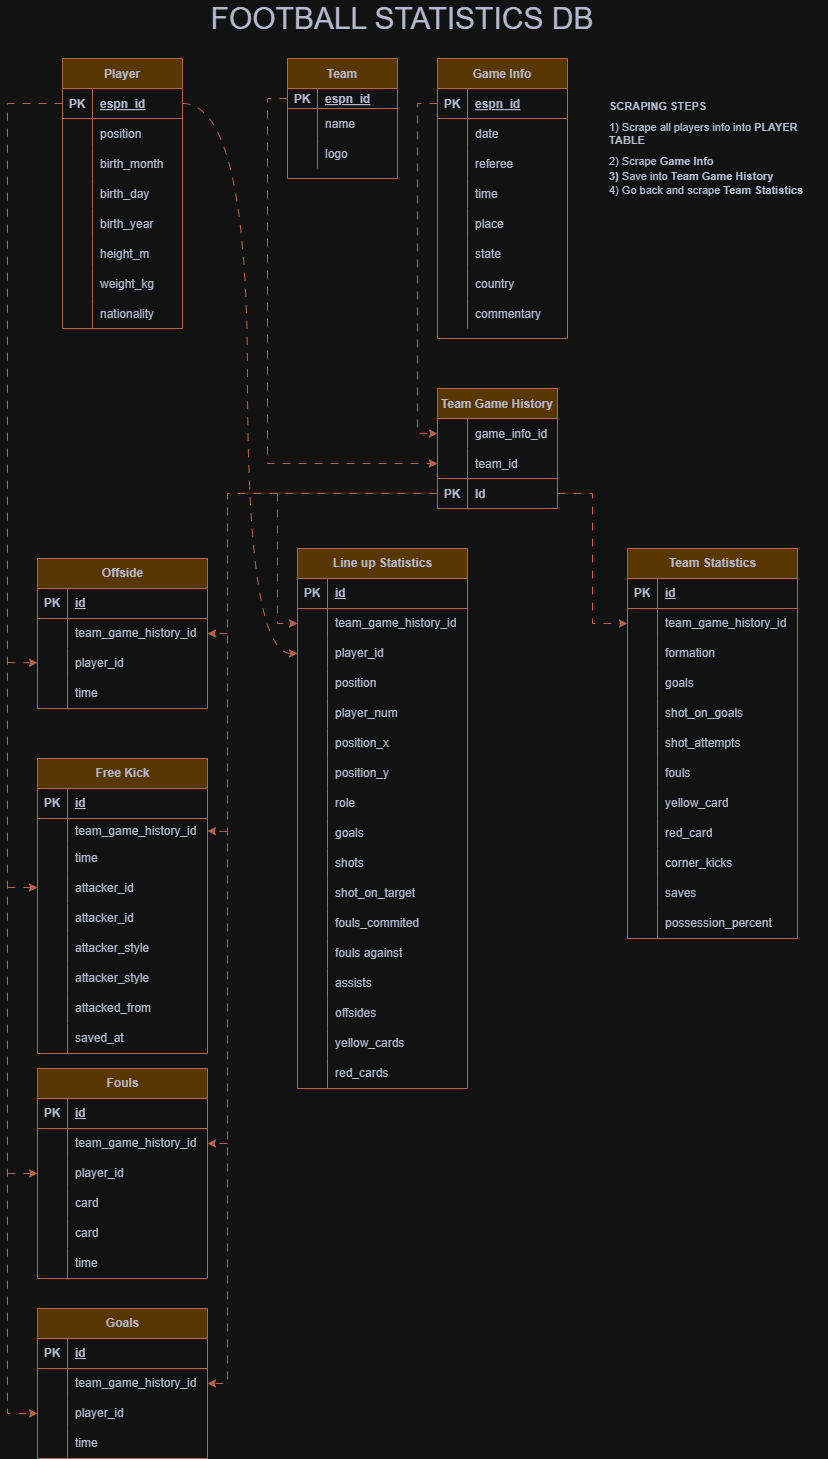 FOOTBALL STATISTICS DB
Player
PK espn_id
position
birth_month
birth_day
birth_year
height_m
weight_kg
nationality
Team
PK espn_id
name
logo
Game Info
PK espn_id
date
referee
time
place
state
country
commentary
SCRAPING STEPS
1) Scrape all players info into PLAYER
TABLE
2) Scrape Game Info
3) Save into Team Game History
4) Go back and scrape Team Statistics
Team Game History
game_info_id
team_id
PK Id
Offside
PK id
team_game_history_id
player_id
time
Line up Statistics
PK id
team_game_history_id
player_id
position
player_num
position_x
position_y
role
goals
shots
shot_on_target
fouls_commited
fouls against
assists
offsides
yellow_cards
red_cards
Team Statistics
PK id
team_game_history_id
formation
goals
shot_on_goals
shot_attempts
fouls
yellow_card
red_card
corner_kicks
saves
possession_percent
Free Kick
PK id
team_game_history_id
time
attacker_id
attacker_id
attacker_style
attacker_style
attacked_from
saved_at
Fouls
PK id
team_game_history_id
player_id
card
card
time
Goals
PK id
team_game_history_id
player_id
time